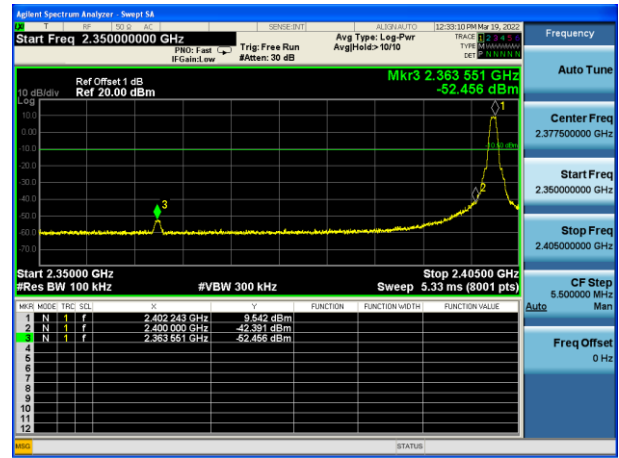 Agilent Spectrum Analyzer - Swept SA
T RF 50 Ω AC SENSE:INT ALIGN AUTO 12:33:10 PM Mar 19, 2022
Start Freq 2.350000000 GHz
PNO: Fast
IFGain:Low
Trig: Free Run
#Atten: 30 dB
Avg Type: Log-Pwr
Avg|Hold:> 10/10
TRACE 1 2 3 4 5 6
TYPE M
DET P N N N N N
Frequency
Auto Tune
Center Freq
2.377500000 GHz
Start Freq
2.350000000 GHz
Stop Freq
2.405000000 GHz
CF Step
5.500000 MHz
Auto Man
Freq Offset
0 Hz
Mkr3 2.363 551 GHz
-52.456 dBm
Ref Offset 1 dB
10 dB/div Ref 20.00 dBm
Log
10.0
0.00
-10.0
-20.0
-30.0
-40.0
-50.0
-60.0
-70.0
1
2
3
Start 2.35000 GHz Stop 2.40500 GHz
#Res BW 100 kHz #VBW 300 kHz Sweep 5.33 ms (8001 pts)
MKR MODE TRC SCL X Y FUNCTION FUNCTION WIDTH FUNCTION VALUE
1 N 1 f 2.402 243 GHz 9.542 dBm
2 N 1 f 2.400 000 GHz -42.391 dBm
3 N 1 f 2.363 551 GHz -52.456 dBm
4
5
6
7
8
9
10
11
12
MSG STATUS